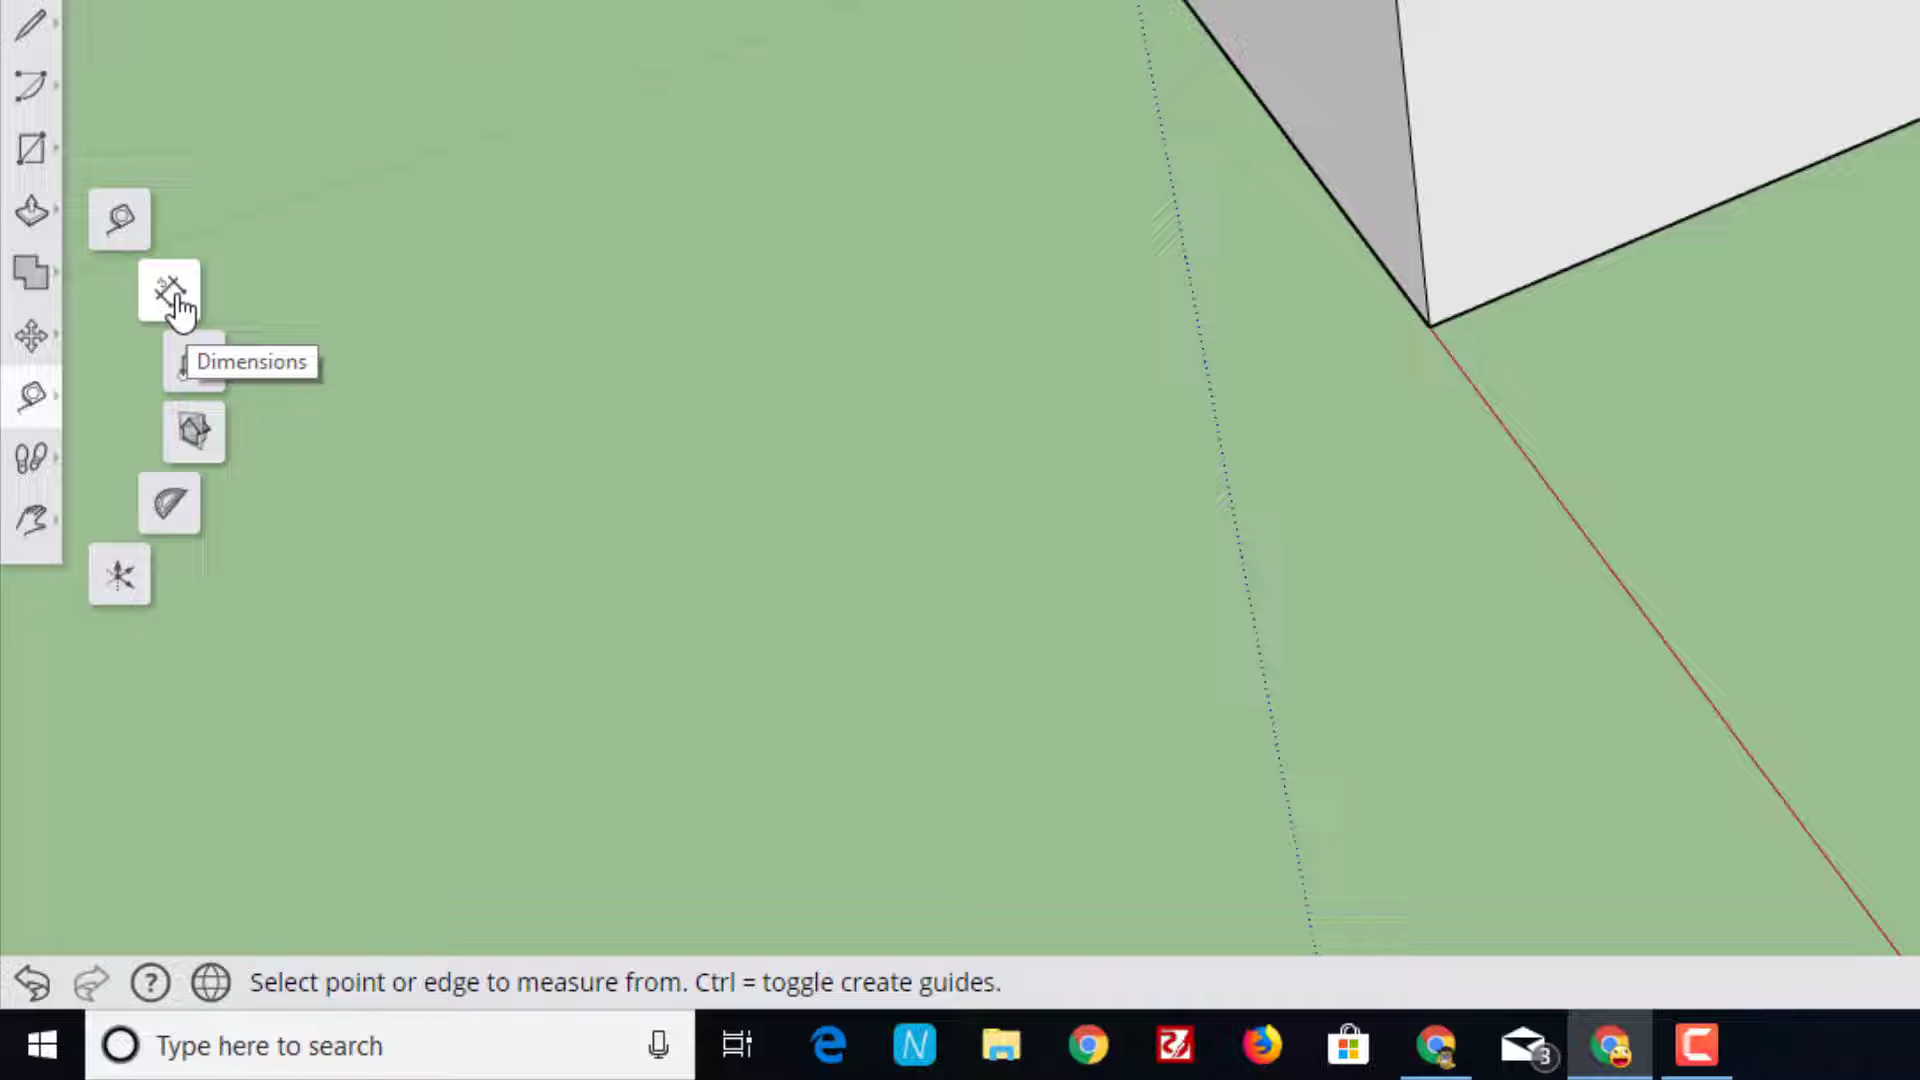 Dimensions
Select point or edge to measure from. Ctrl = toggle create guides.
Type here to search
3